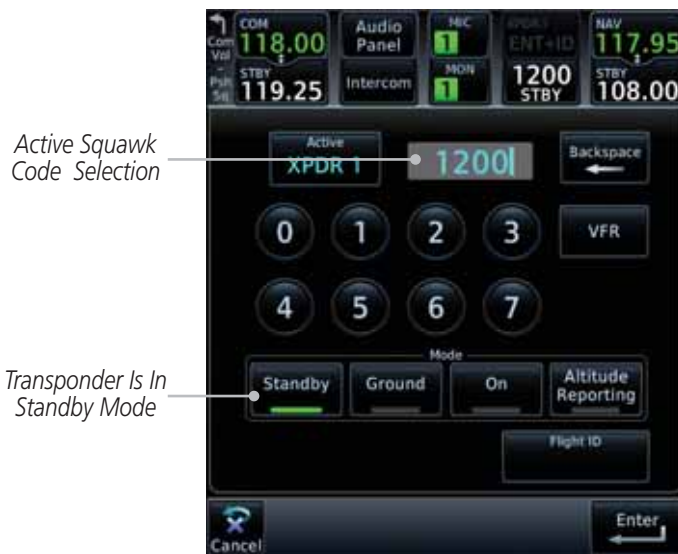 COM
118.00
STBY
119.25
Com
Vol
-
Psh
Sq
Audio
Panel
Intercom
MIC
1
MON
1
XPDR1
ENT+ID
1200
STBY
NAV
117.95
STBY
108.00
Active Squawk
Code Selection
Active
XPDR 1
1200
Backspace
0
1
2
3
VFR
4
5
6
7
Transponder Is In
Standby Mode
Mode
Standby
Ground
On
Altitude
Reporting
Flight ID
Cancel
Enter